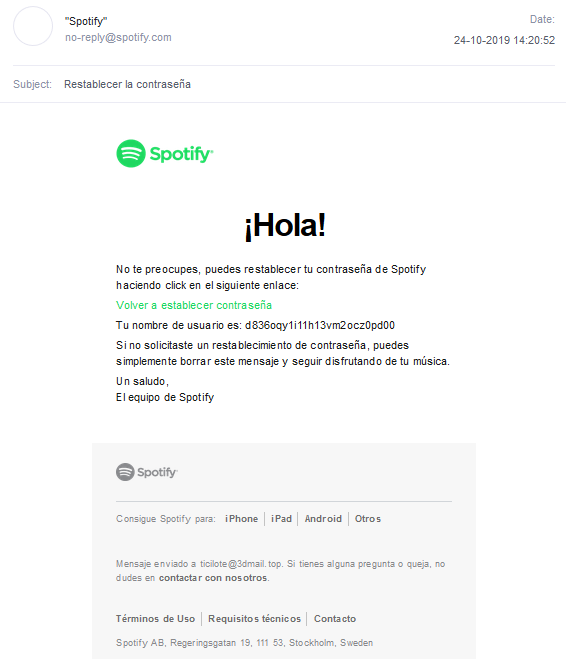 "Spotify"
no-reply@spotify.com
Date:
24-10-2019 14:20:52
Subject: Restablecer la contraseña
Spotify
¡Hola!
No te preocupes, puedes restablecer tu contraseña de Spotify
haciendo click en el siguiente enlace:
Volver a establecer contraseña
Tu nombre de usuario es: d836oqy1i11h13vm2ocz0pd00
Si no solicitaste un restablecimiento de contraseña, puedes
simplemente borrar este mensaje y seguir disfrutando de tu música.
Un saludo,
El equipo de Spotify
Spotify
Consigue Spotify para: iPhone | iPad | Android | Otros
Mensaje enviado a ticilote@3dmail.top. Si tienes alguna pregunta o queja, no
dudes en contactar con nosotros.
Términos de Uso | Requisitos técnicos | Contacto
Spotify AB, Regeringsgatan 19, 111 53, Stockholm, Sweden